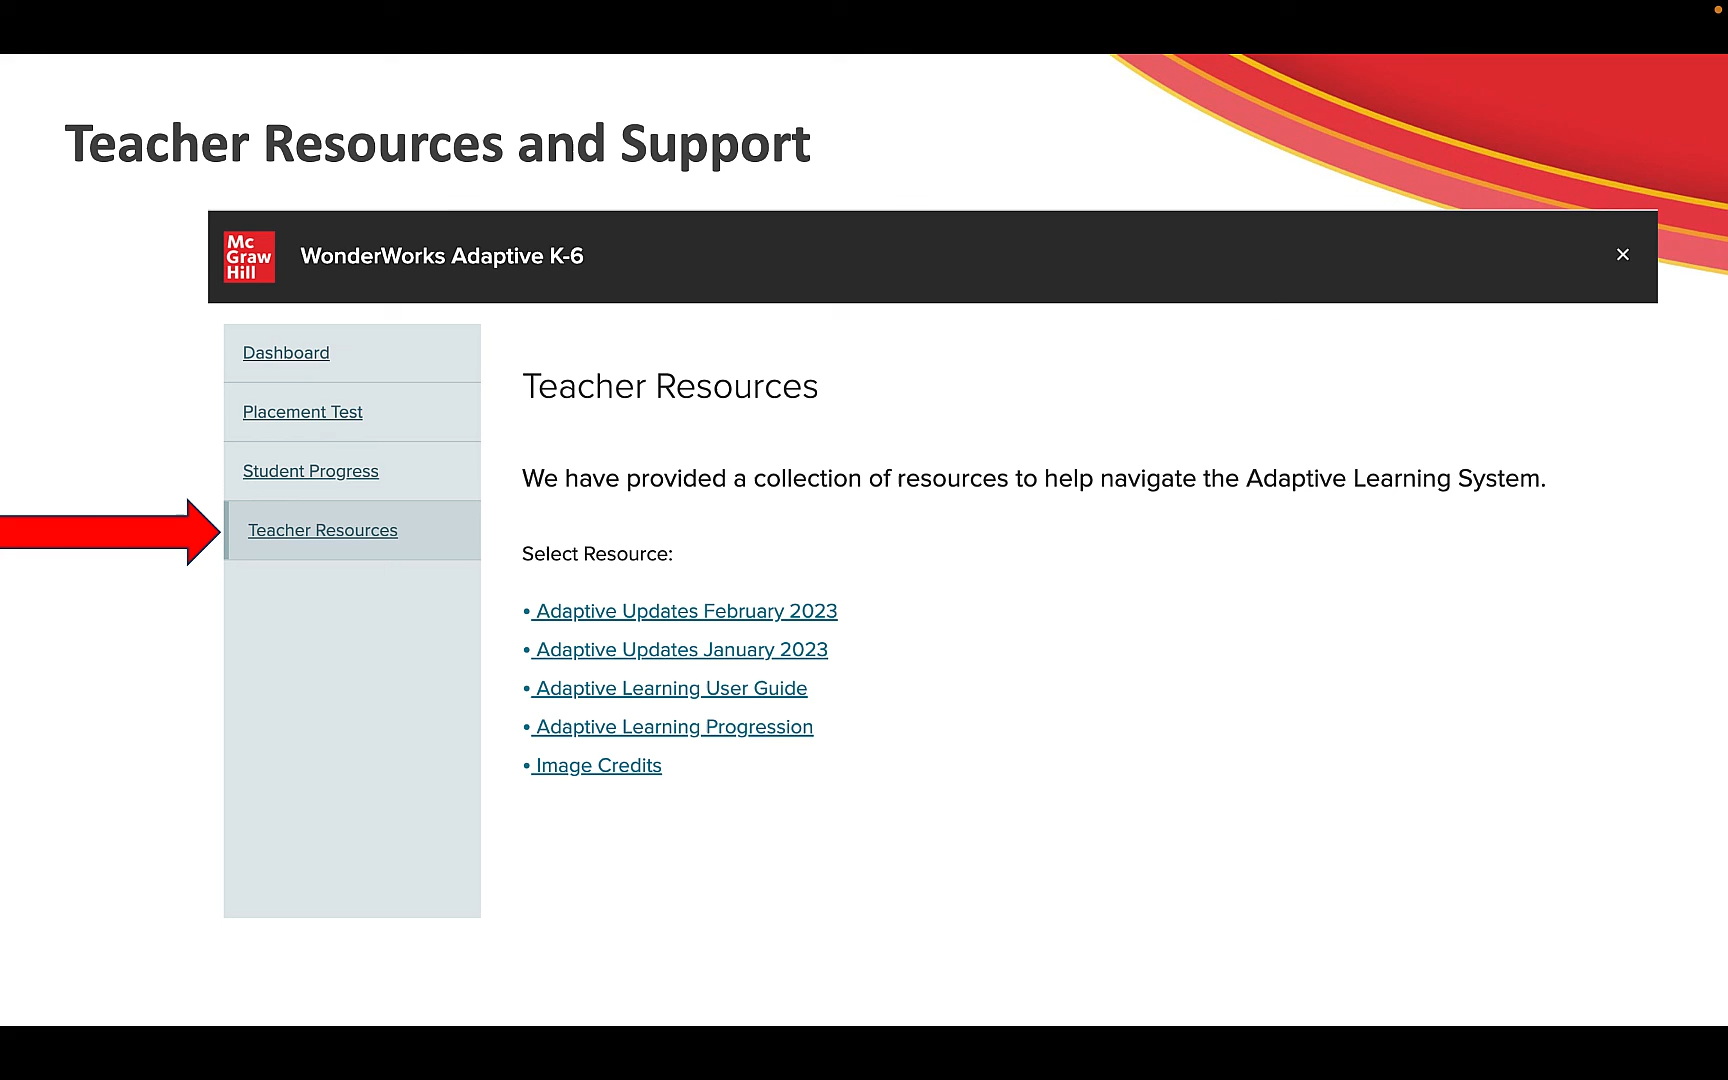 Teacher Resources and Support
Mc
Graw
Hill
WonderWorks Adaptive K-6
×
Dashboard
Placement Test
Student Progress
Teacher Resources
Teacher Resources
We have provided a collection of resources to help navigate the Adaptive Learning System.
Select Resource:
• Adaptive Updates February 2023
• Adaptive Updates January 2023
• Adaptive Learning User Guide
• Adaptive Learning Progression
• Image Credits